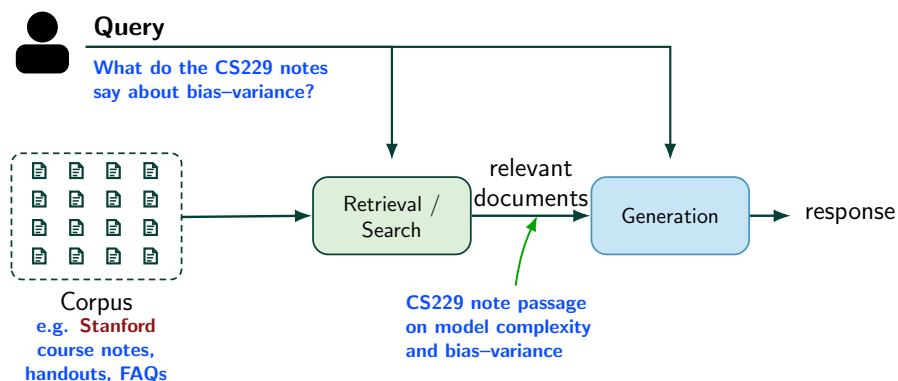 Query
What do the CS229 notes
say about bias–variance?
relevant
documents
Retrieval /
Search
Generation
response
Corpus
e.g. Stanford
course notes,
handouts, FAQs
CS229 note passage
on model complexity
and bias–variance